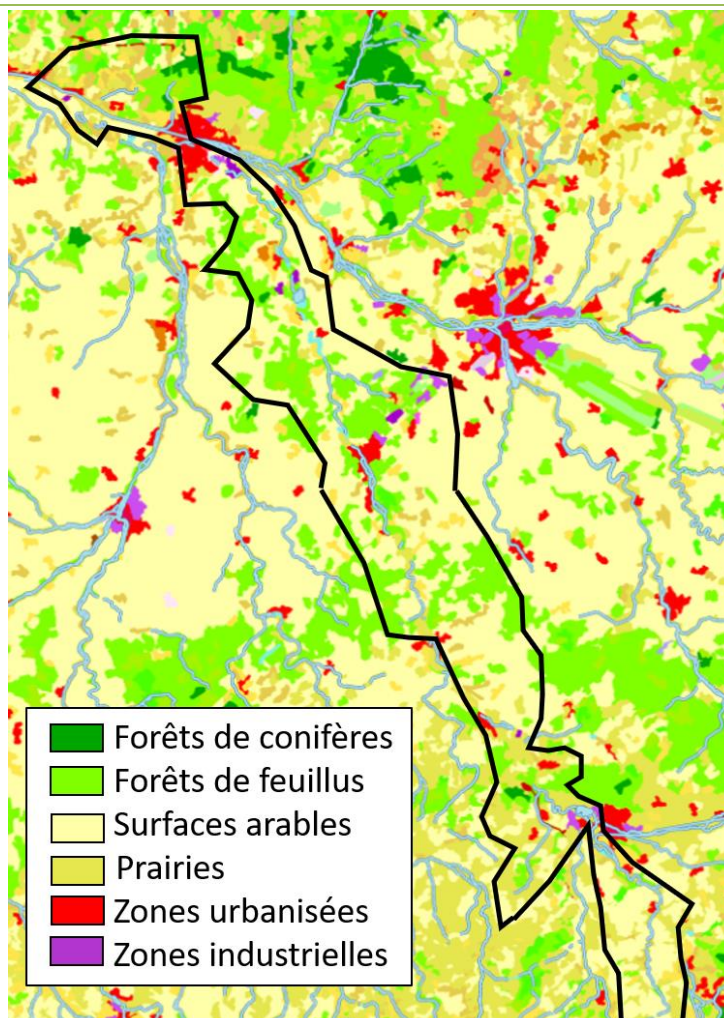 Forêts de conifères
Forêts de feuillus
Surfaces arables
Prairies
Zones urbanisées
Zones industrielles